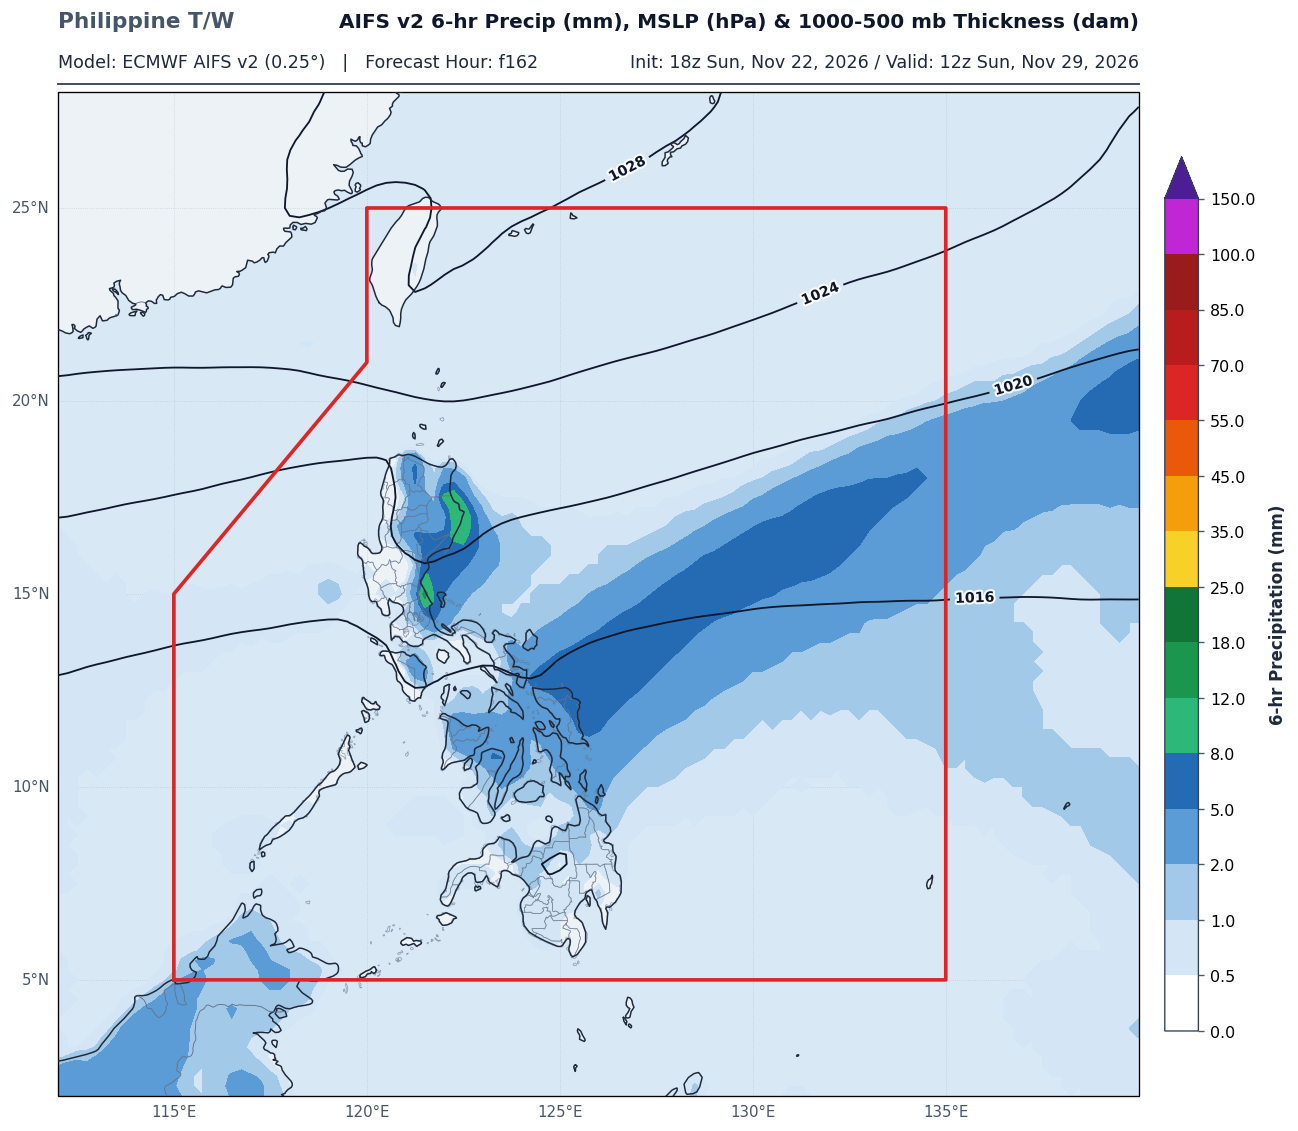 Philippine T/W
AIFS v2 6-hr Precip (mm), MSLP (hPa) & 1000-500 mb Thickness (dam)
Model: ECMWF AIFS v2 (0.25°) | Forecast Hour: f162
Init: 18z Sun, Nov 22, 2026 / Valid: 12z Sun, Nov 29, 2026
1028
1024
1020
1016
25°N
20°N
15°N
10°N
5°N
115°E
120°E
125°E
130°E
135°E
150.0
100.0
85.0
70.0
55.0
45.0
35.0
25.0
18.0
12.0
8.0
5.0
2.0
1.0
0.5
0.0
6-hr Precipitation (mm)